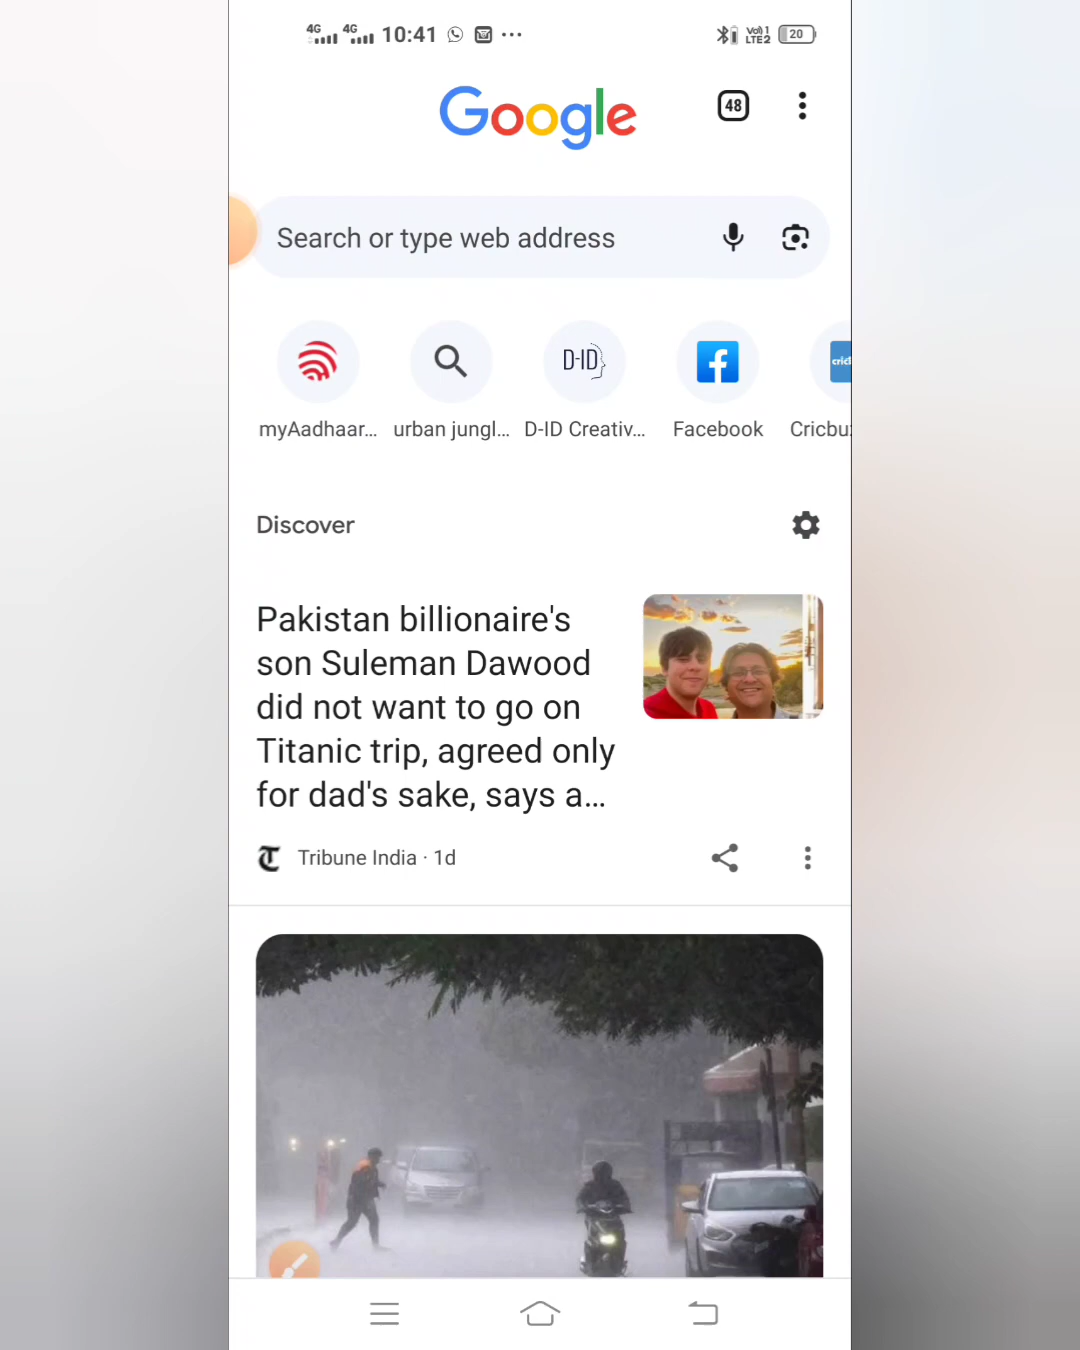 4G 4G 10:41 Vo) 1 LTE2 20
Google 48
Search or type web address
D-ID cric
myAadhaar... urban jungl... D-ID Creativ... Facebook Cricbu
Discover
Pakistan billionaire's
son Suleman Dawood
did not want to go on
Titanic trip, agreed only
for dad's sake, says a...
Tribune India · 1d